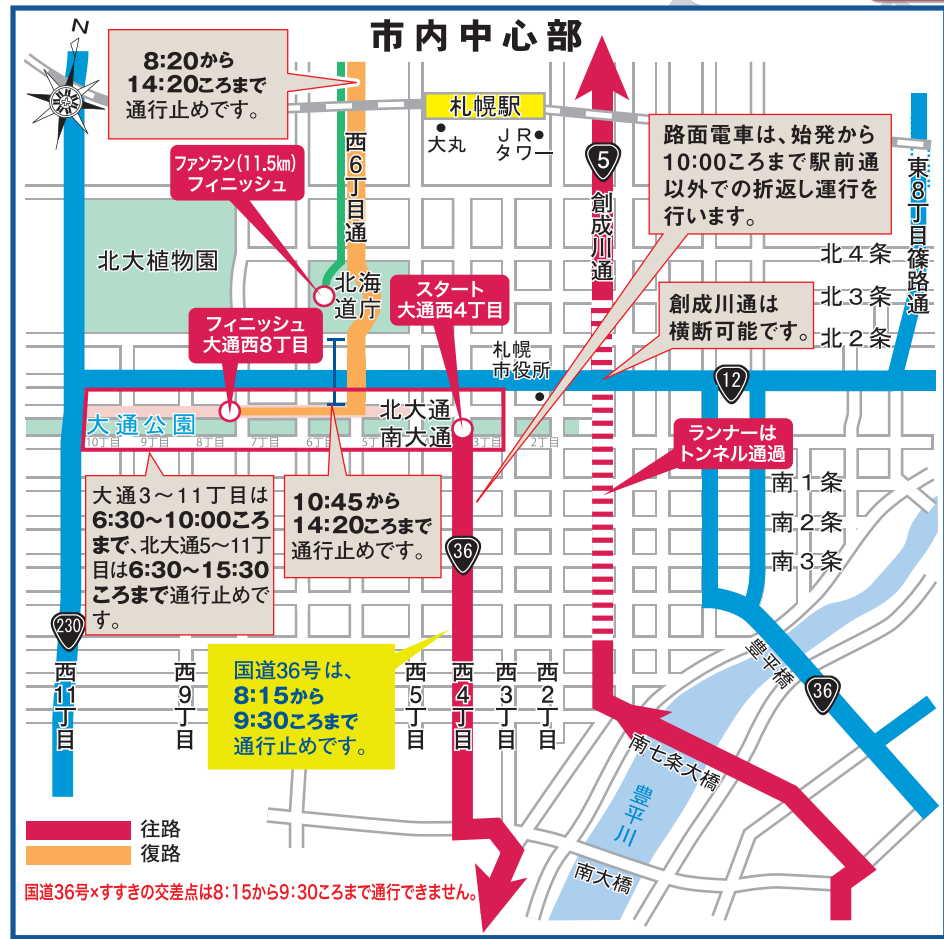 市内中心部
N
8:20から
14:20ころまで
通行止めです。
札幌駅
大丸
JR
タワー
ファンラン(11.5km)
フィニッシュ
西6丁目通
5
創成川通
路面電車は、始発から
10:00ころまで駅前通
以外での折返し運行を
行います。
東8丁目篠路通
北大植物園
北海
道庁
スタート
大通西4丁目
北4条
北3条
北2条
創成川通は
横断可能です。
フィニッシュ
大通西8丁目
札幌
市役所
12
大通公園
北大通
南大通
10丁目
9丁目
8丁目
7丁目
6丁目
5丁
3丁目
2丁目
ランナーは
トンネル通過
大通3〜11丁目は
6:30〜10:00ころ
まで、北大通5〜11丁
目は6:30〜15:30
ころまで通行止めで
す。
10:45から
14:20ころまで
通行止めです。
南1条
南2条
南3条
36
230
国道36号は、
8:15から
9:30ころまで
通行止めです。
西11丁目
西9丁目
西5丁目
西4丁目
西3丁目
西2丁目
豊平橋
36
南七条大橋
豊平川
南大橋
往路
復路
国道36号×すすきの交差点は8:15から9:30ころまで通行できません。